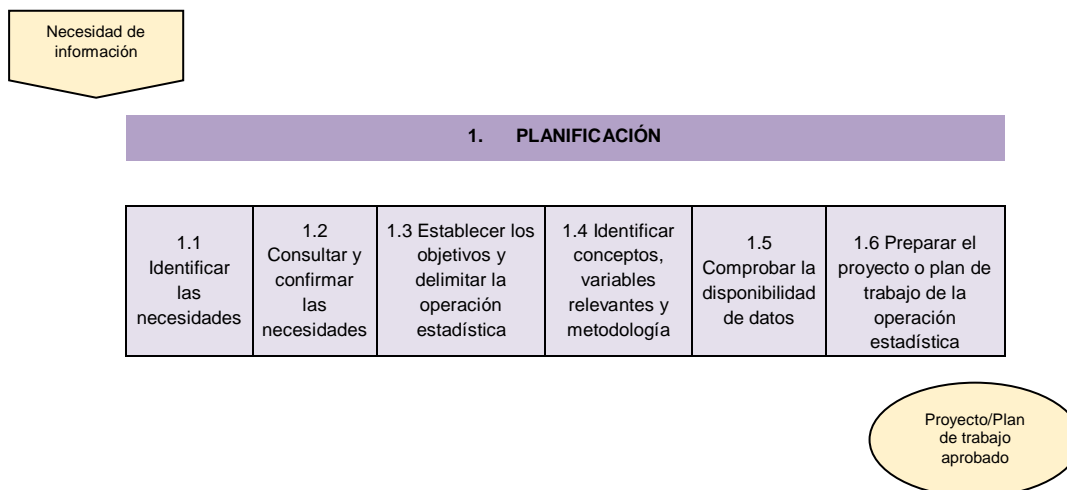 Necesidad de
información
1. PLANIFICACIÓN
1.1
Identificar
las
necesidades
1.2
Consultar y
confirmar
las
necesidades
1.3 Establecer los
objetivos y
delimitar la
operación
estadística
1.4 Identificar
conceptos,
variables
relevantes y
metodología
1.5
Comprobar la
disponibilidad
de datos
1.6 Preparar el
proyecto o plan de
trabajo de la
operación
estadística
Proyecto/Plan
de trabajo
aprobado